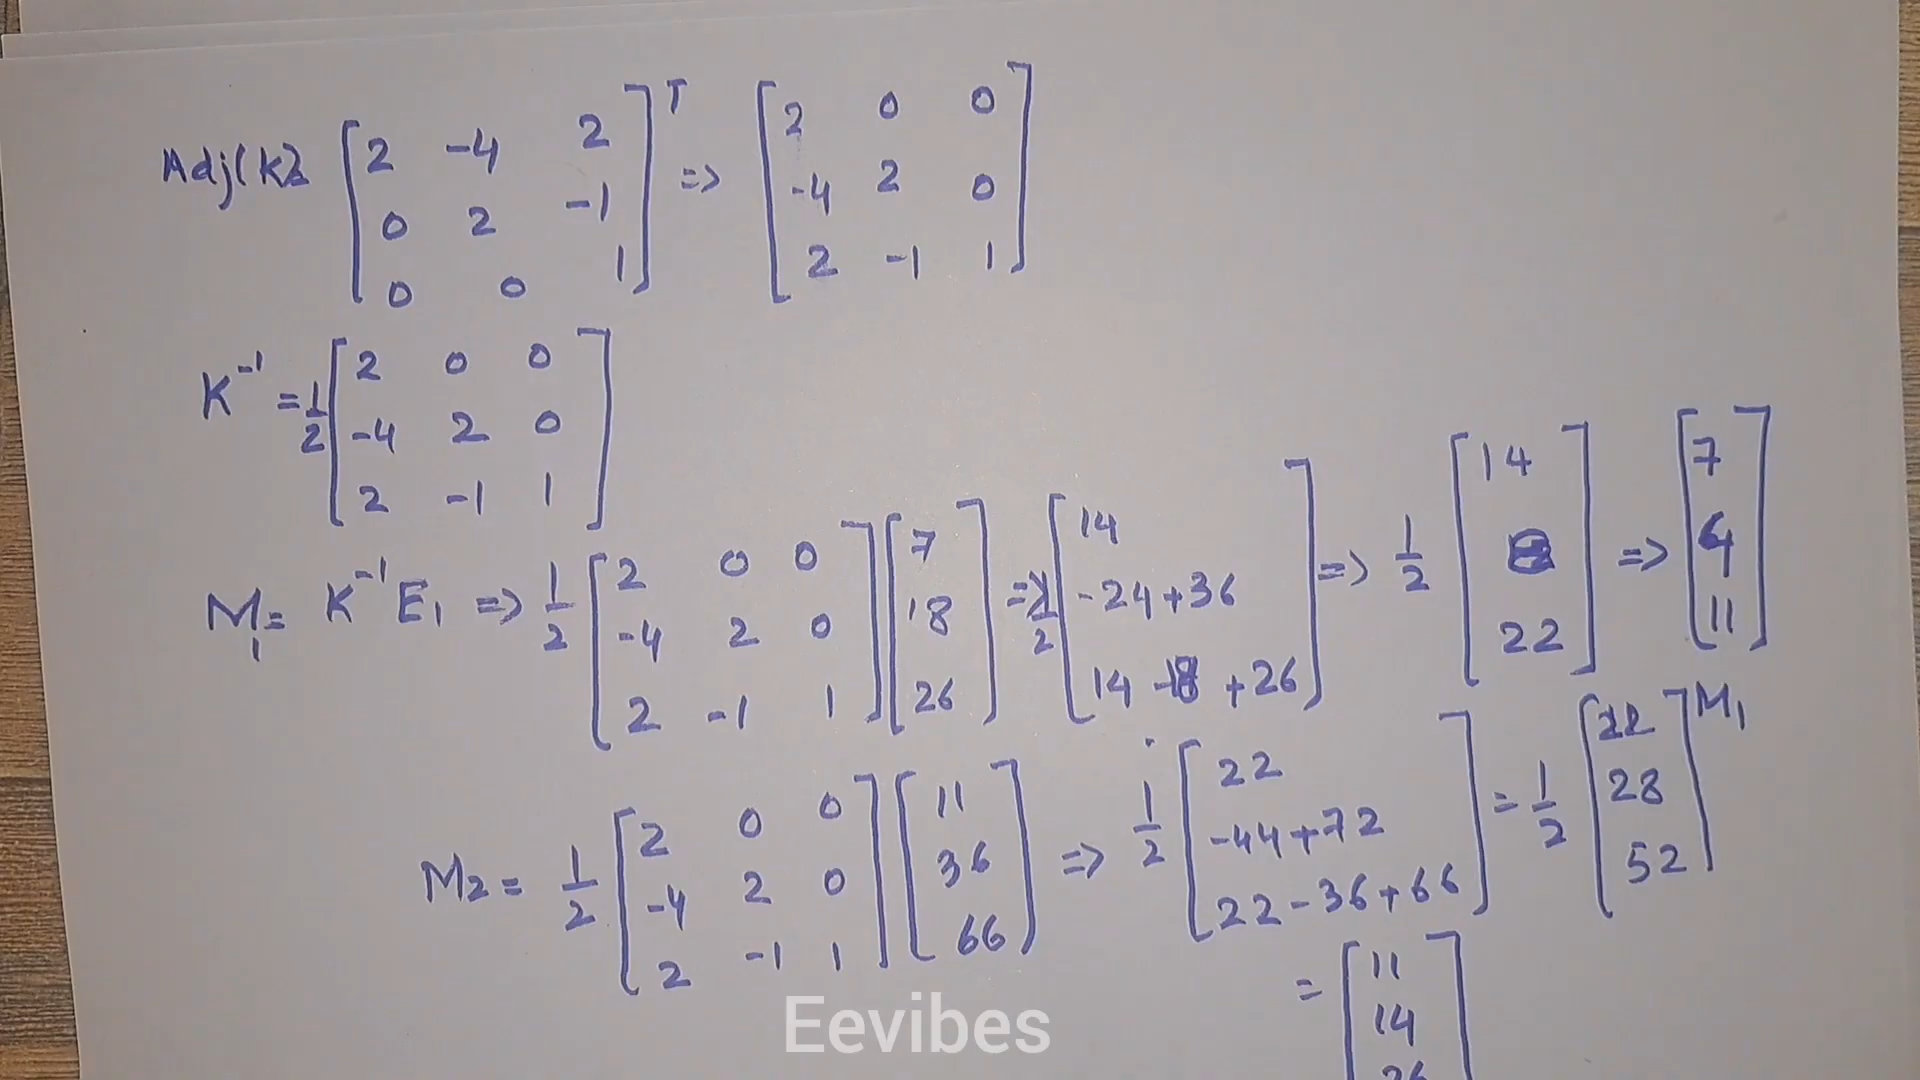 Adj(K)= [2 -4 2; 0 2 -1; 0 0 1]^T => [2 0 0; -4 2 0; 2 -1 1]
K^-1 = 1/2 [2 0 0; -4 2 0; 2 -1 1]
M1 = K^-1 E1 => 1/2 [2 0 0; -4 2 0; 2 -1 1] [7; 18; 26] => 1/2 [14; -24+36; 14 -18 +26] => 1/2 [14; 22] => [7; 4; 11] M1
M2 = 1/2 [2 0 0; -4 2 0; 2 -1 1] [11; 36; 66] => 1/2 [22; -44+72; 22-36+66] = 1/2 [22; 28; 52]
= [11; 14; 26]
Eevibes